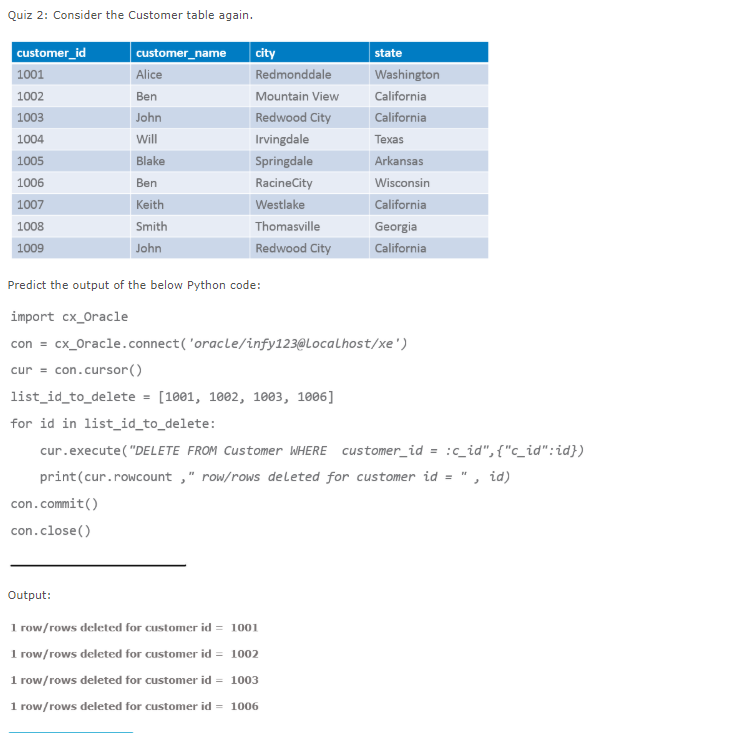 Quiz 2: Consider the Customer table again.
customer_id customer_name city state
1001 Alice Redmonddale Washington
1002 Ben Mountain View California
1003 John Redwood City California
1004 Will Irvingdale Texas
1005 Blake Springdale Arkansas
1006 Ben RacineCity Wisconsin
1007 Keith Westlake California
1008 Smith Thomasville Georgia
1009 John Redwood City California
Predict the output of the below Python code:
import cx_Oracle
con = cx_Oracle.connect('oracle/infy123@localhost/xe')
cur = con.cursor()
list_id_to_delete = [1001, 1002, 1003, 1006]
for id in list_id_to_delete:
    cur.execute("DELETE FROM Customer WHERE  customer_id = :c_id",{"c_id":id})
    print(cur.rowcount ," row/rows deleted for customer id = " , id)
con.commit()
con.close()
Output:
1 row/rows deleted for customer id =  1001
1 row/rows deleted for customer id =  1002
1 row/rows deleted for customer id =  1003
1 row/rows deleted for customer id =  1006